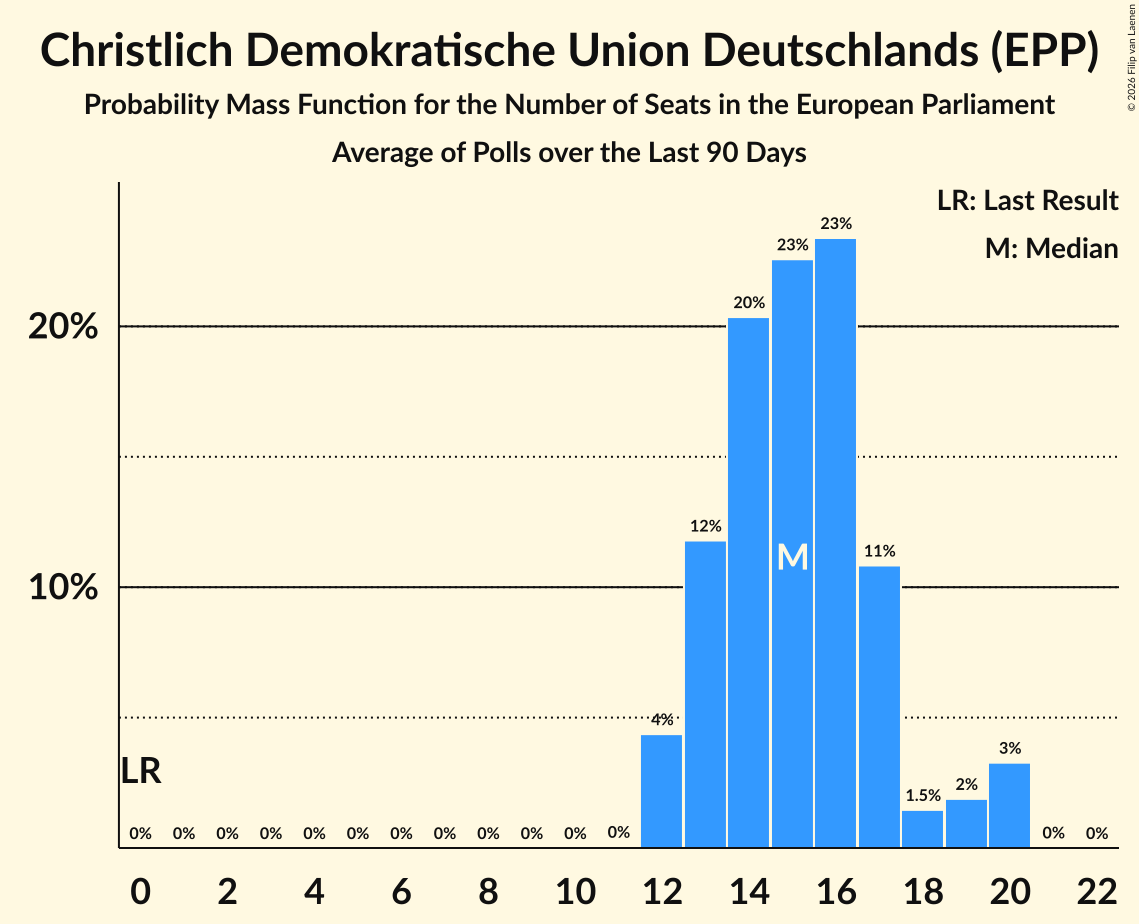 Christlich Demokratische Union Deutschlands (EPP)
Probability Mass Function for the Number of Seats in the European Parliament
Average of Polls over the Last 90 Days
© 2026 Filip van Laenen
LR: Last Result
M: Median
20%
10%
LR
M
0% 0% 0% 0% 0% 0% 0% 0% 0% 0% 0% 0% 4% 12% 20% 23% 23% 11% 1.5% 2% 3% 0% 0%
0 2 4 6 8 10 12 14 16 18 20 22